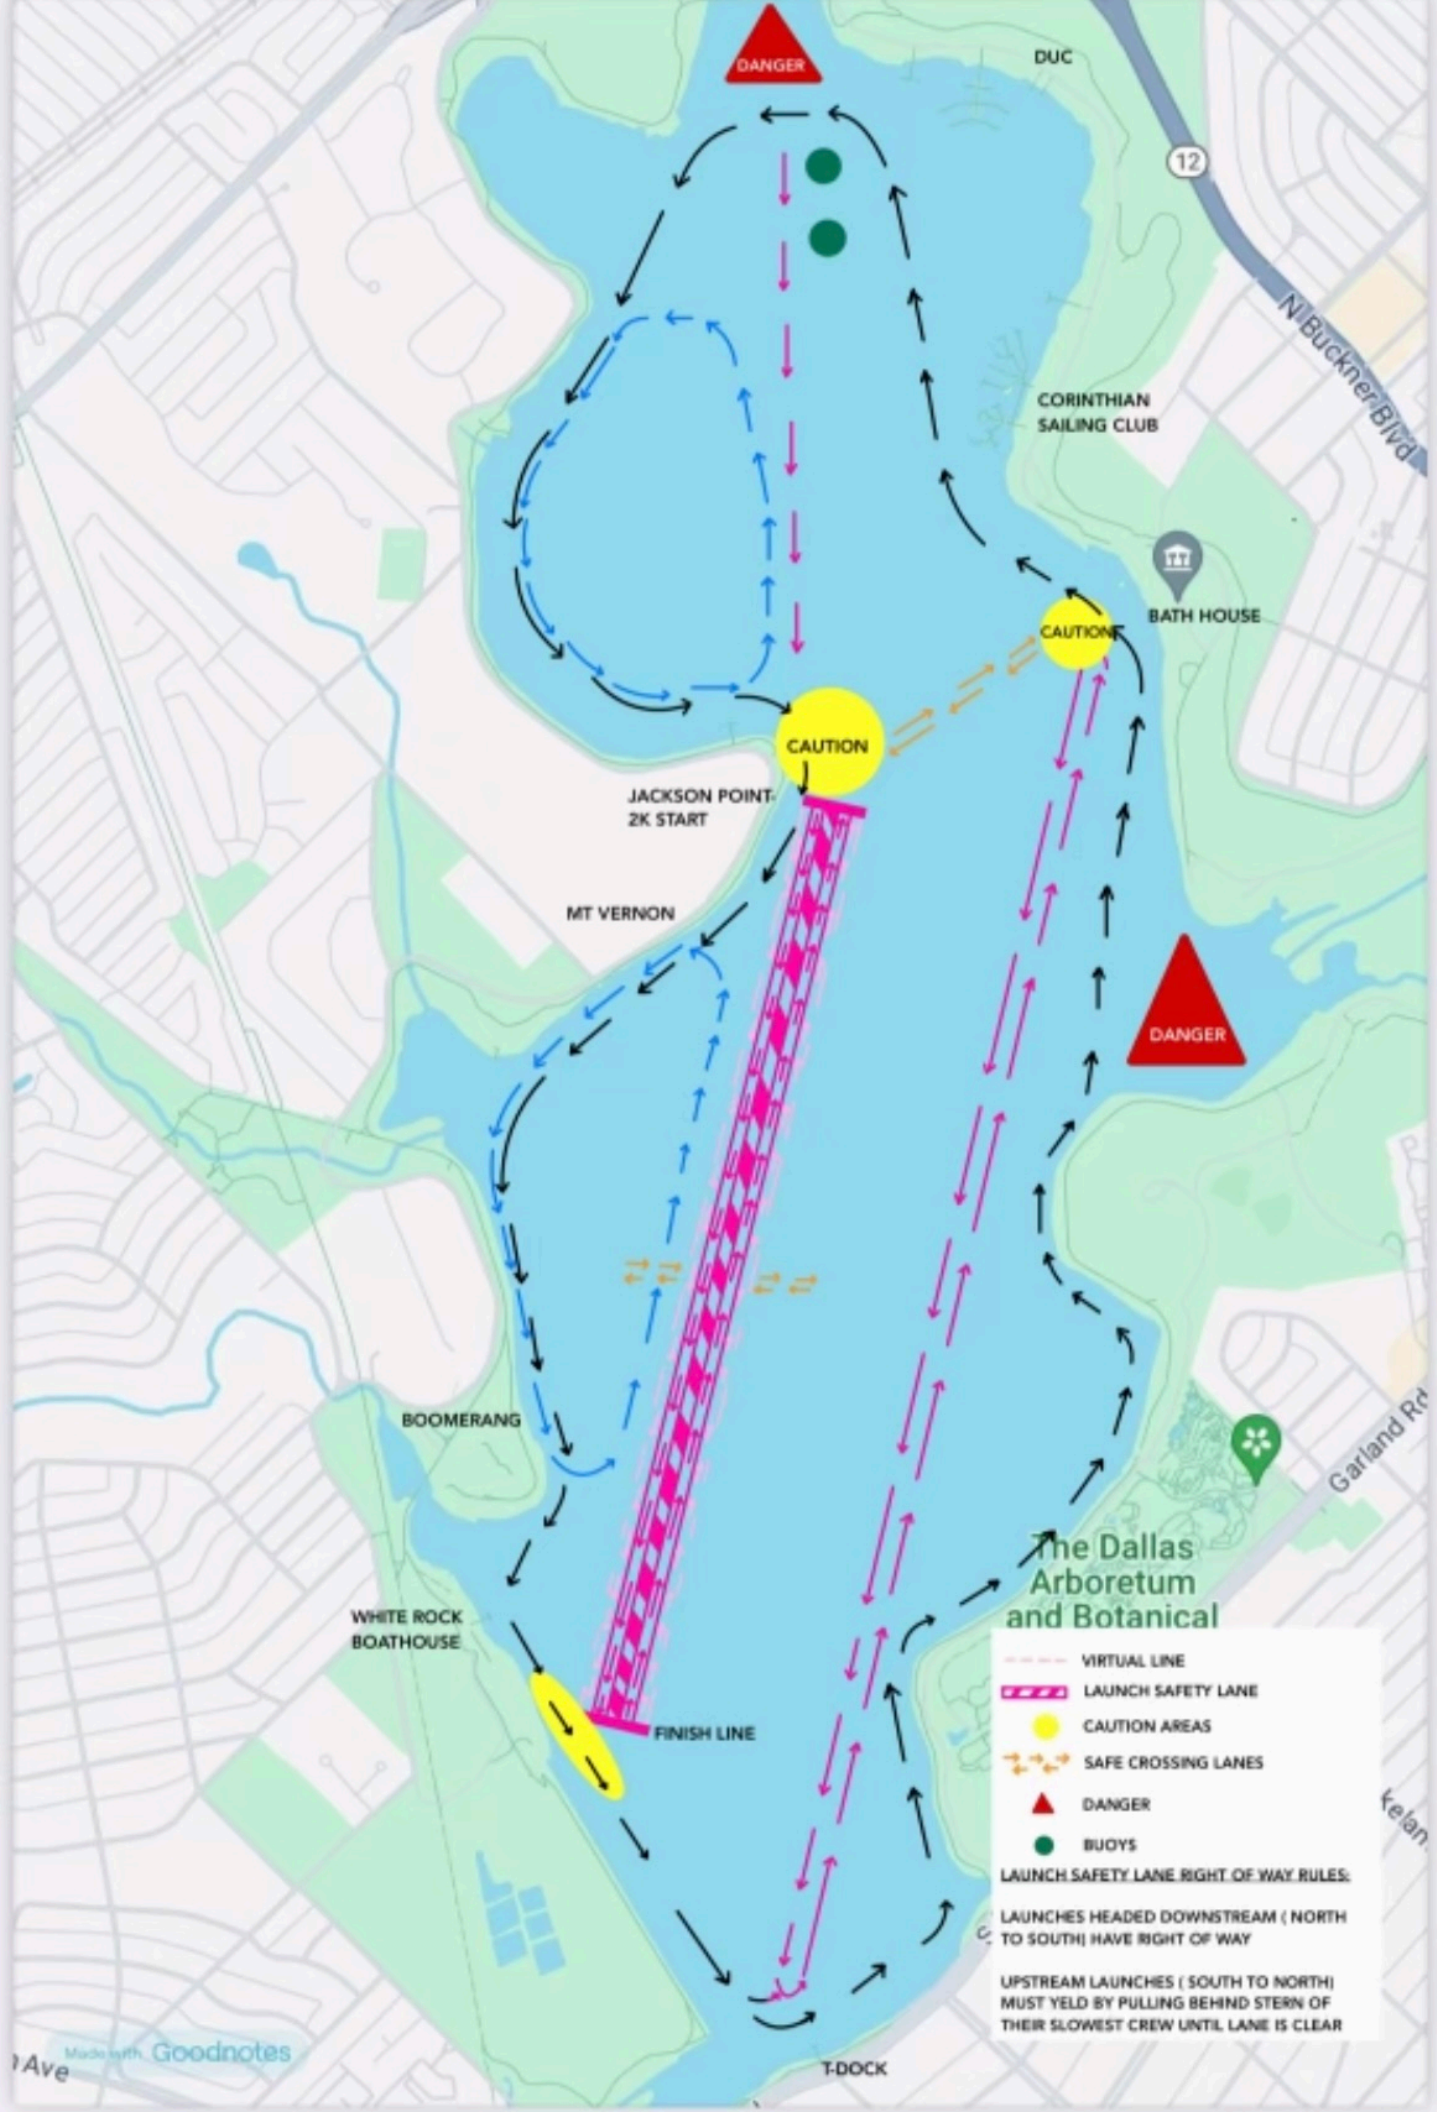 DANGER
DUC
12
N Buckner Blvd
CORINTHIAN
SAILING CLUB
BATH HOUSE
CAUTION
CAUTION
JACKSON POINT-
2K START
MT VERNON
DANGER
BOOMERANG
Garland Rd
The Dallas
Arboretum
and Botanical
WHITE ROCK
BOATHOUSE
FINISH LINE
VIRTUAL LINE
LAUNCH SAFETY LANE
CAUTION AREAS
SAFE CROSSING LANES
DANGER
BUOYS
LAUNCH SAFETY LANE RIGHT OF WAY RULES:
LAUNCHES HEADED DOWNSTREAM ( NORTH
TO SOUTH) HAVE RIGHT OF WAY
UPSTREAM LAUNCHES ( SOUTH TO NORTH)
MUST YELD BY PULLING BEHIND STERN OF
THEIR SLOWEST CREW UNTIL LANE IS CLEAR
Made with Goodnotes
Ave
T-DOCK